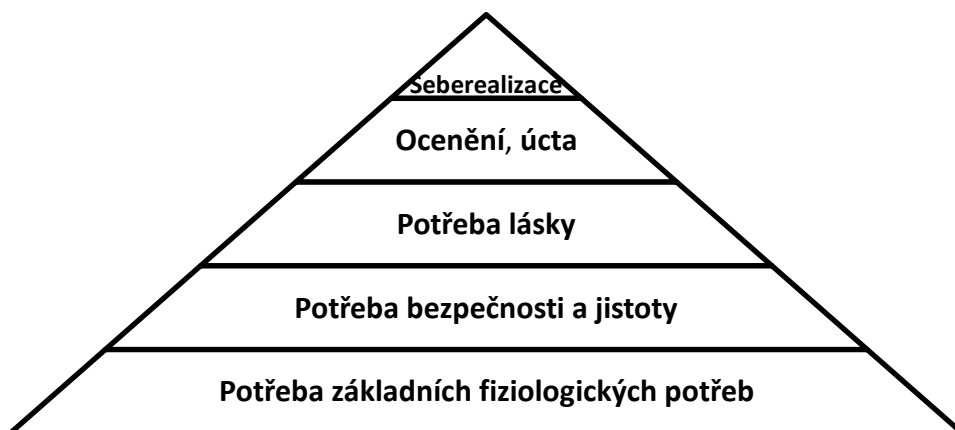 Seberealizace
Ocenění, úcta
Potřeba lásky
Potřeba bezpečnosti a jistoty
Potřeba základních fiziologických potřeb